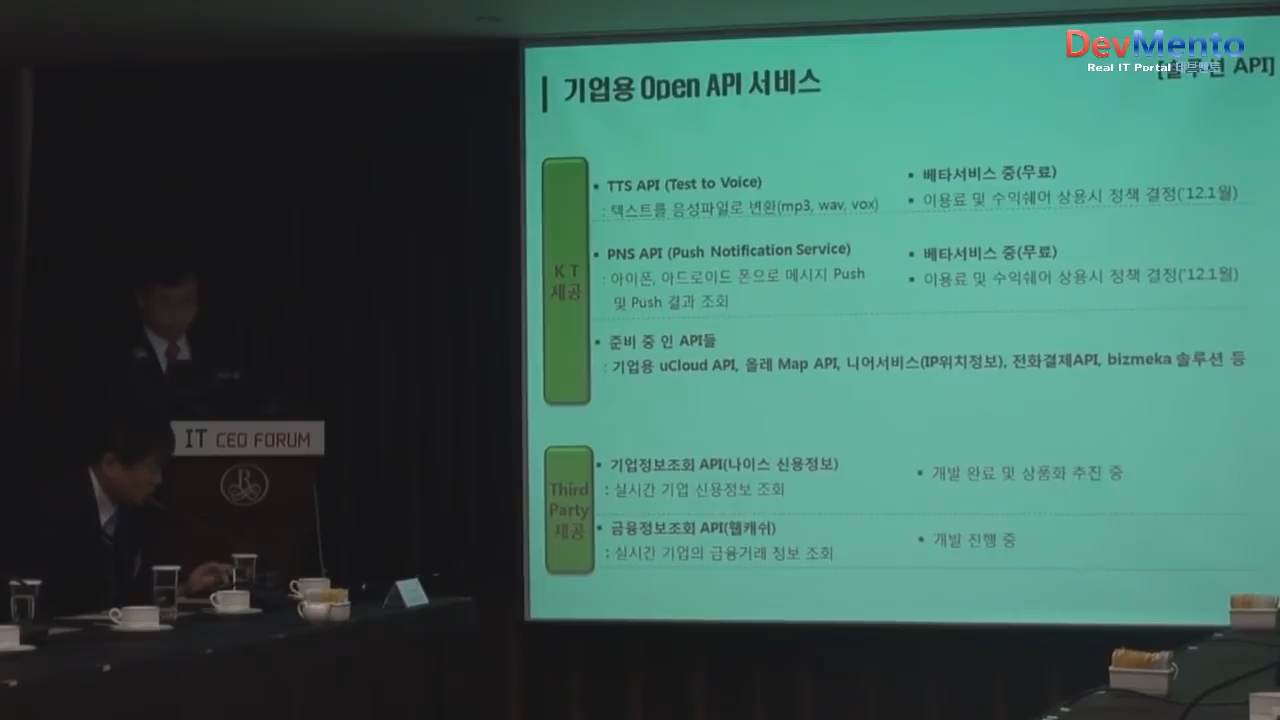 DevMento
Real IT Portal 데브멘토
기업용 Open API 서비스
API]
KT
제공
▪ TTS API (Test to Voice)
: 텍스트를 음성파일로 변환(mp3, wav, vox)
▪ 베타서비스 중(무료)
▪ 이용료 및 수익쉐어 상용시 정책 결정('12.1월)
▪ PNS API (Push Notification Service)
: 아이폰, 아드로이드 폰으로 메시지 Push
및 Push 결과 조회
▪ 베타서비스 중(무료)
▪ 이용료 및 수익쉐어 상용시 정책 결정('12.1월)
▪ 준비 중 인 API들
: 기업용 uCloud API, 올레 Map API, 니어서비스(IP위치정보), 전화결제API, bizmeka 솔루션 등
Third
Party
제공
▪ 기업정보조회 API(나이스 신용정보)
: 실시간 기업 신용정보 조회
▪ 개발 완료 및 상품화 추진 중
▪ 금융정보조회 API(웹캐쉬)
: 실시간 기업의 금융거래 정보 조회
▪ 개발 진행 중
IT CEO FORUM